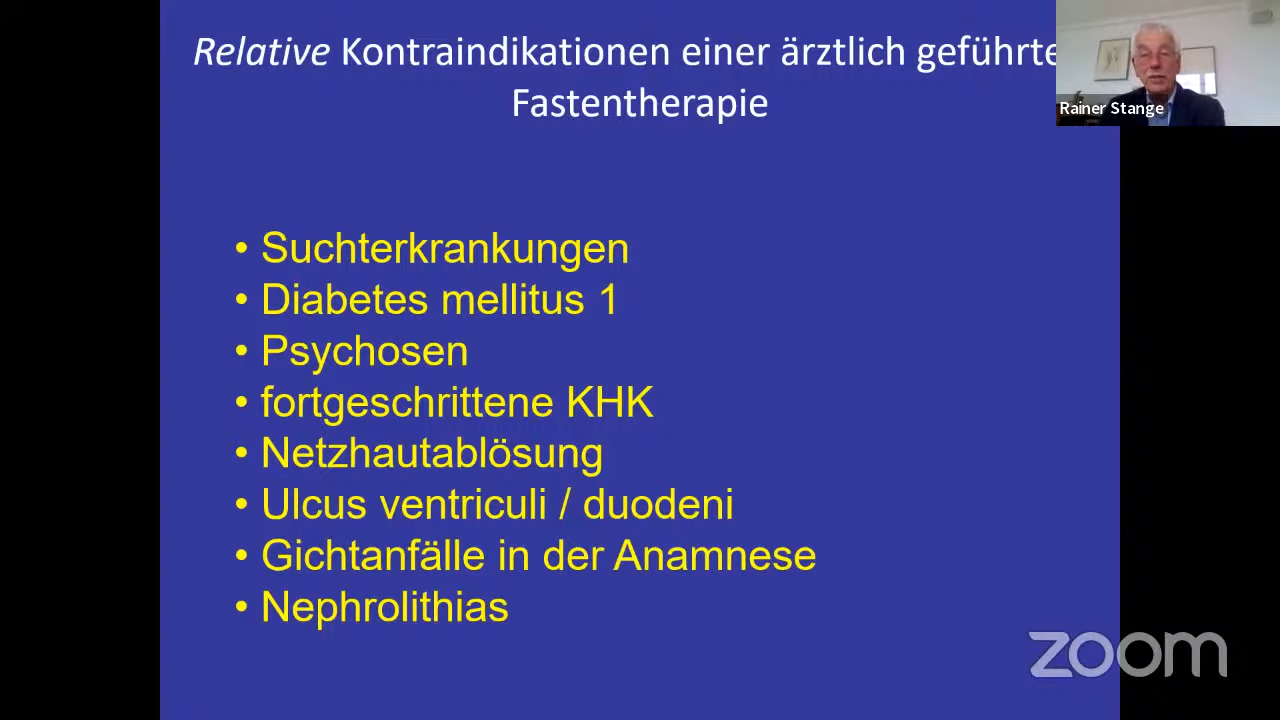 Relative Kontraindikationen einer ärztlich geführte
Fastentherapie
Rainer Stange
• Suchterkrankungen
• Diabetes mellitus 1
• Psychosen
• fortgeschrittene KHK
• Netzhautablösung
• Ulcus ventriculi / duodeni
• Gichtanfälle in der Anamnese
• Nephrolithias
zoom